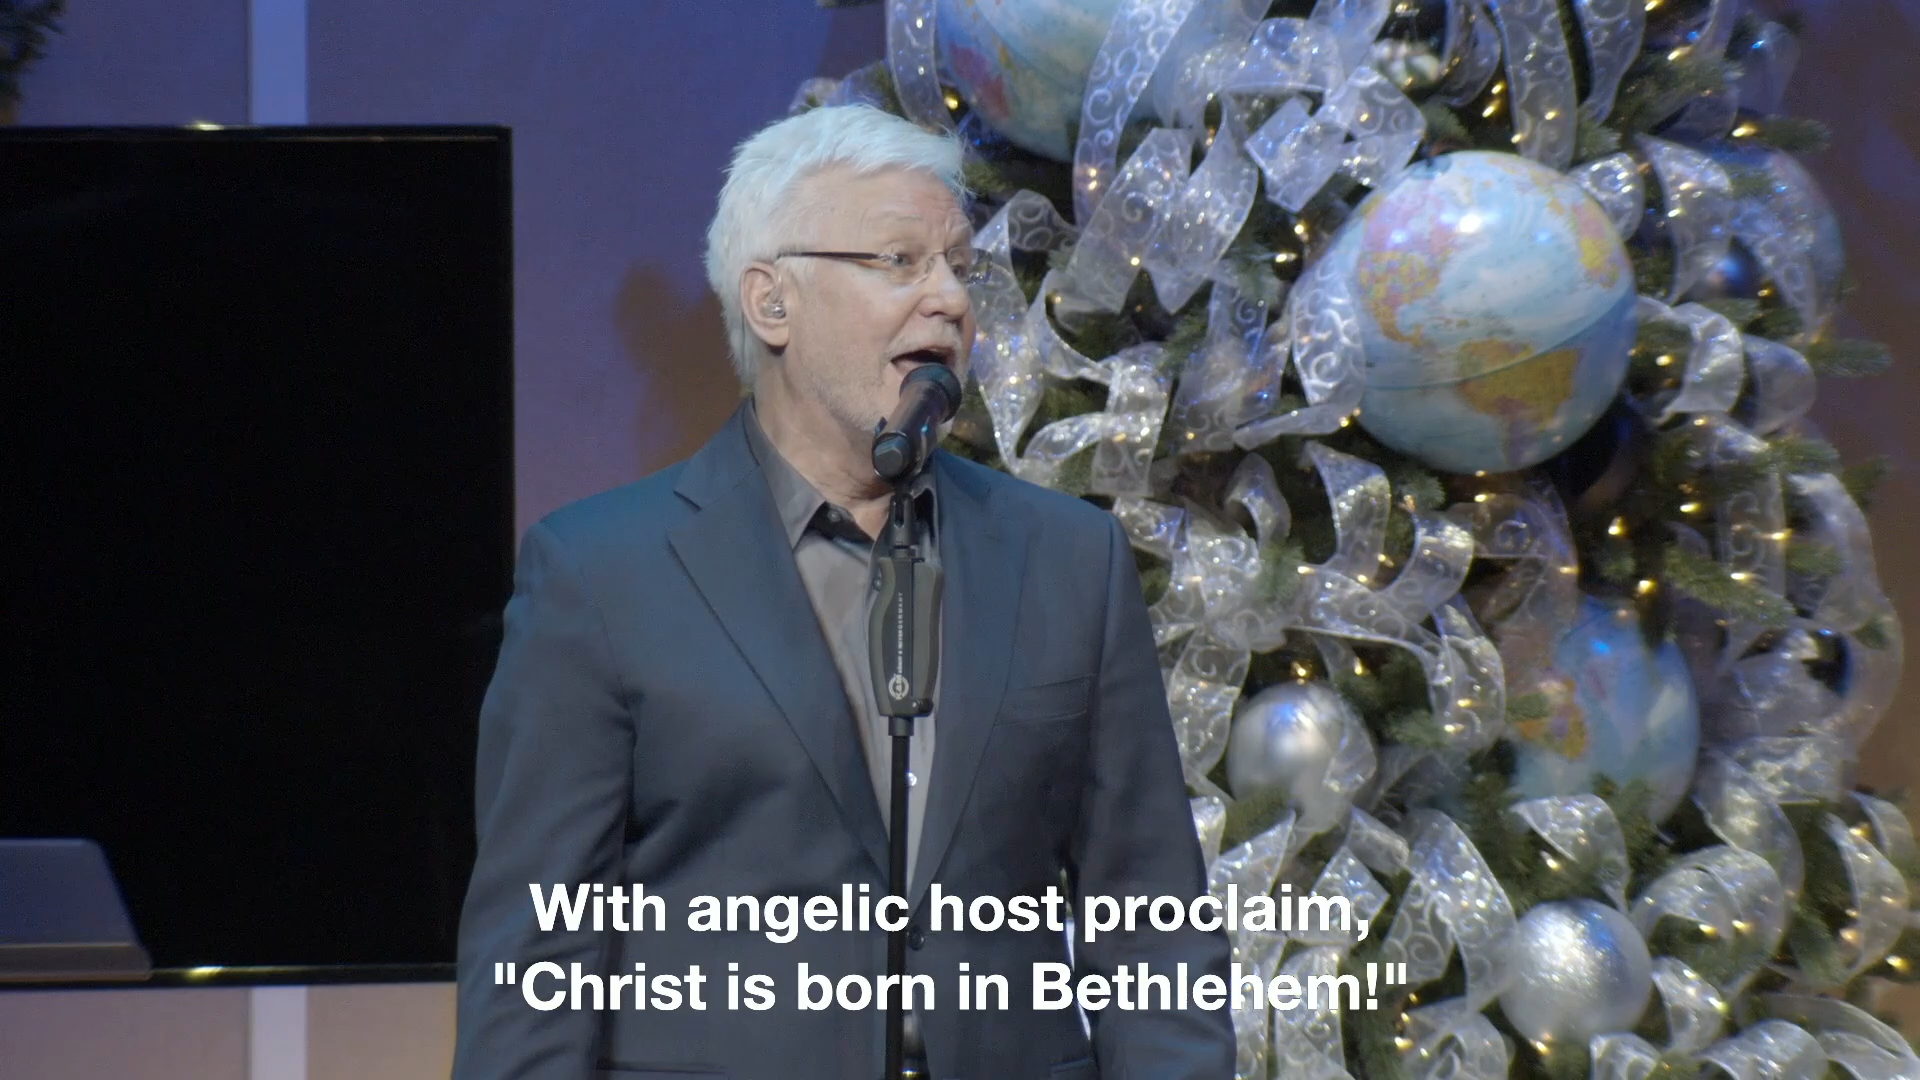 With angelic host proclaim,
"Christ is born in Bethlehem!"